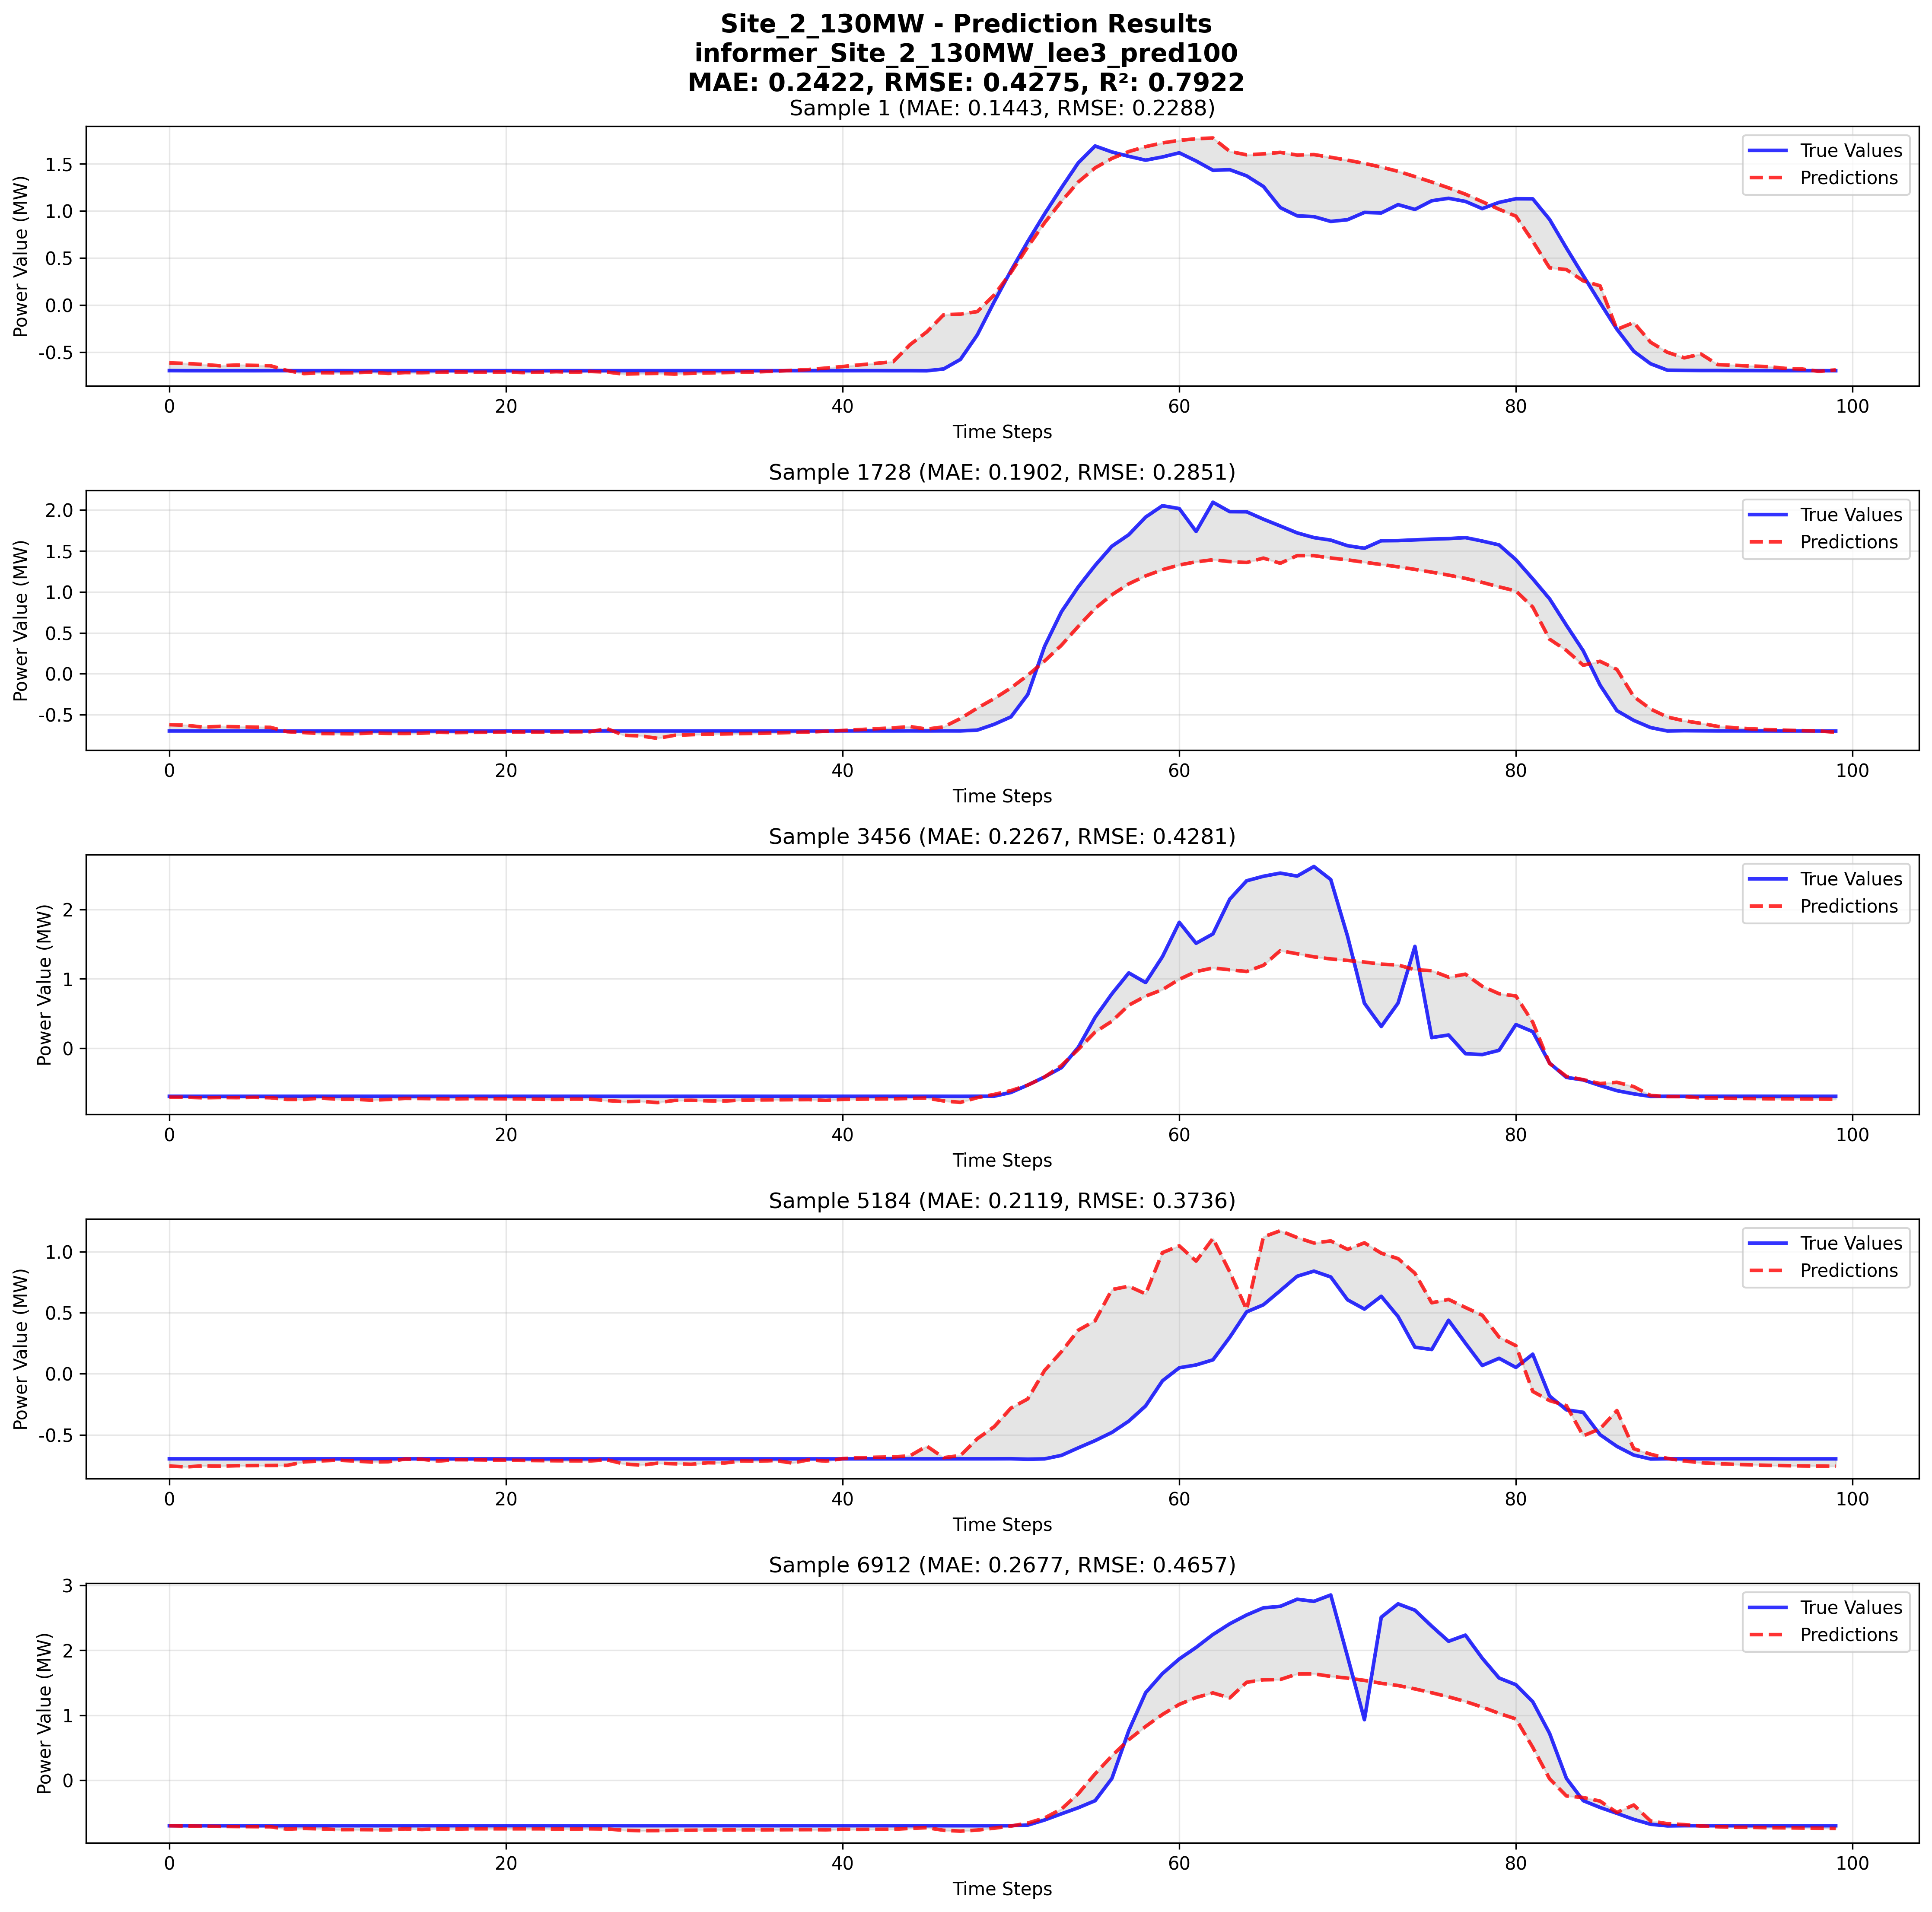 Site_2_130MW - Prediction Results
informer_Site_2_130MW_lee3_pred100
MAE: 0.2422, RMSE: 0.4275, R²: 0.7922
Sample 1 (MAE: 0.1443, RMSE: 0.2288)
True Values
Predictions
Power Value (MW)
1.5
1.0
0.5
0.0
-0.5
0 20 40 60 80 100
Time Steps
Sample 1728 (MAE: 0.1902, RMSE: 0.2851)
True Values
Predictions
Power Value (MW)
2.0
1.5
1.0
0.5
0.0
-0.5
0 20 40 60 80 100
Time Steps
Sample 3456 (MAE: 0.2267, RMSE: 0.4281)
True Values
Predictions
Power Value (MW)
2
1
0
0 20 40 60 80 100
Time Steps
Sample 5184 (MAE: 0.2119, RMSE: 0.3736)
True Values
Predictions
Power Value (MW)
1.0
0.5
0.0
-0.5
0 20 40 60 80 100
Time Steps
Sample 6912 (MAE: 0.2677, RMSE: 0.4657)
True Values
Predictions
Power Value (MW)
3
2
1
0
0 20 40 60 80 100
Time Steps